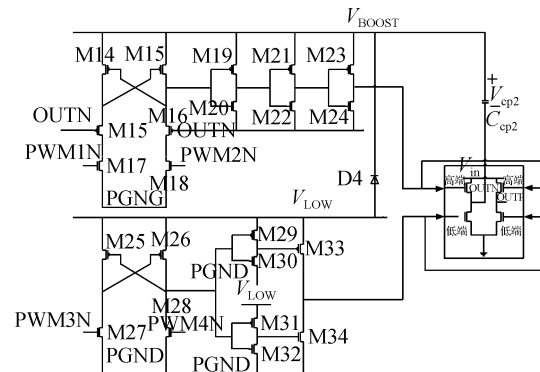 V_BOOST
M14
M15
M19
M21
M23
M20
M16
M22
M24
OUTN
M15
OUTN
PWM1N
M17
PWM2N
M18
PGNG
+
V_cp2
−
C_cp2
D4
V_in
高端
OUTN
高端
OUTP
低端
低端
V_LOW
M25
M26
M29
M33
PGND
M30
V_LOW
M28
PWM3N
M27
PWM4N
M31
M34
PGND
PGND
M32